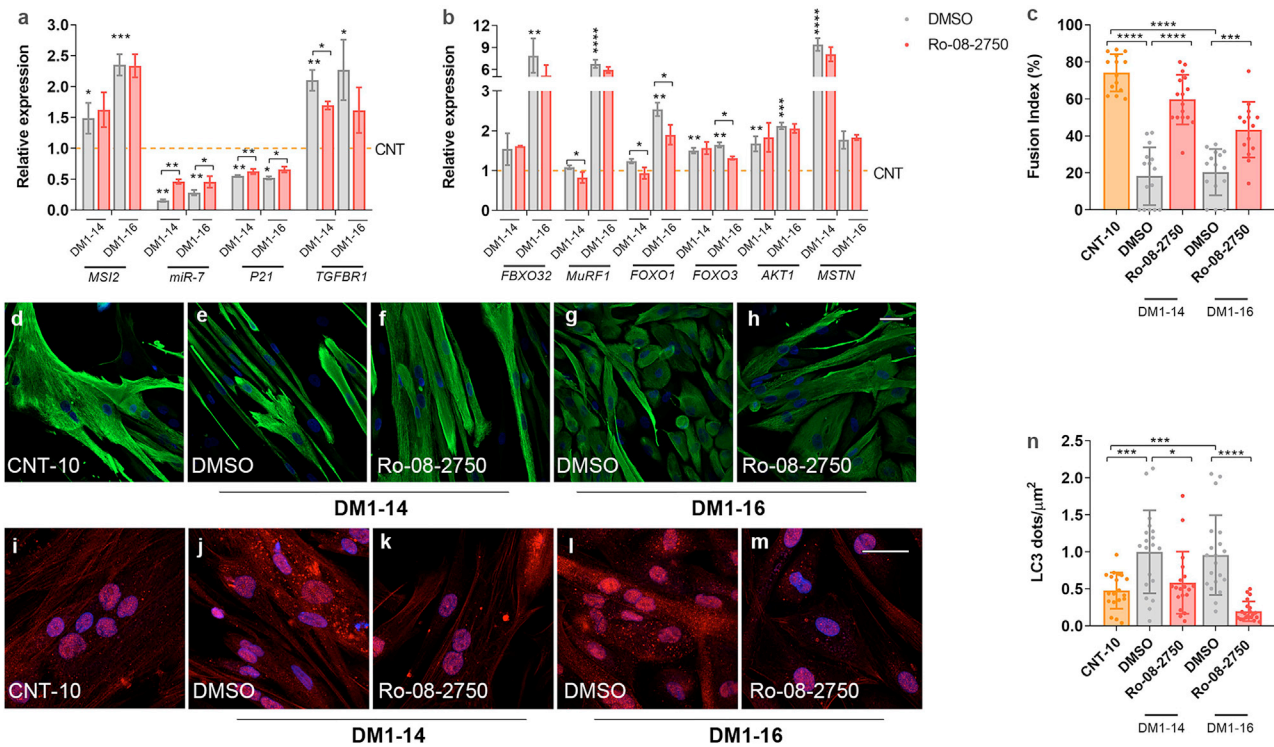 a
3.0
2.5
2.0
1.5
1.0
0.5
0.0
Relative expression
*
***
**
**
**
*
**
**
*
*
**
*
*
CNT
DM1-14
DM1-16
DM1-14
DM1-16
DM1-14
DM1-16
DM1-14
DM1-16
MSI2
miR-7
P21
TGFBR1
b
12
9
6
3
2
1
0
Relative expression
**
*
****
*
**
*
**
**
*
**
***
****
CNT
DM1-14
DM1-16
DM1-14
DM1-16
DM1-14
DM1-16
DM1-14
DM1-16
DM1-14
DM1-16
DM1-14
DM1-16
FBXO32
MuRF1
FOXO1
FOXO3
AKT1
MSTN
DMSO
Ro-08-2750
c
100
80
60
40
20
0
Fusion Index (%)
****
****
****
***
CNT-10
DMSO
Ro-08-2750
DMSO
Ro-08-2750
DM1-14
DM1-16
d
CNT-10
e
DMSO
f
Ro-08-2750
g
DMSO
h
Ro-08-2750
DM1-14
DM1-16
i
CNT-10
j
DMSO
k
Ro-08-2750
l
DMSO
m
Ro-08-2750
DM1-14
DM1-16
n
2.5
2.0
1.5
1.0
0.5
0.0
LC3 dots/µm²
***
***
*
****
CNT-10
DMSO
Ro-08-2750
DMSO
Ro-08-2750
DM1-14
DM1-16